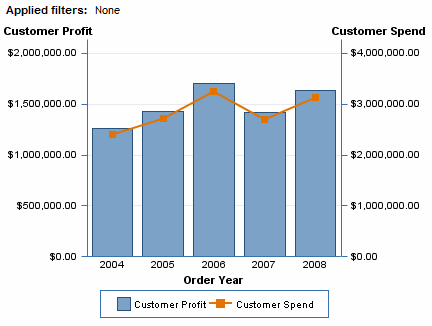 Applied filters: None
Customer Profit Customer Spend
$2,000,000.00 $4,000,000.00
$1,500,000.00 $3,000,000.00
$1,000,000.00 $2,000,000.00
$500,000.00 $1,000,000.00
$0.00 $0.00
2004 2005 2006 2007 2008
Order Year
Customer Profit Customer Spend